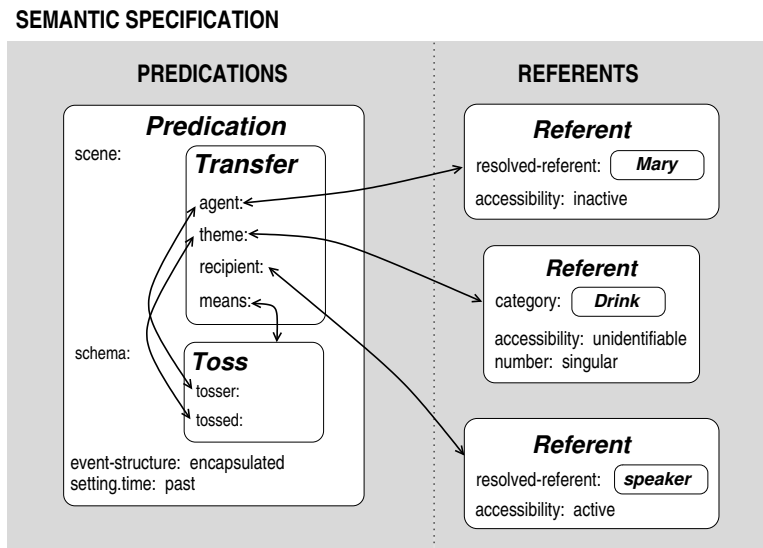 SEMANTIC SPECIFICATION
PREDICATIONS
Predication
scene:
Transfer
agent:
theme:
recipient:
means:
schema:
Toss
tosser:
tossed:
event-structure: encapsulated
setting.time: past
REFERENTS
Referent
resolved-referent: Mary
accessibility: inactive
Referent
category: Drink
accessibility: unidentifiable
number: singular
Referent
resolved-referent: speaker
accessibility: active